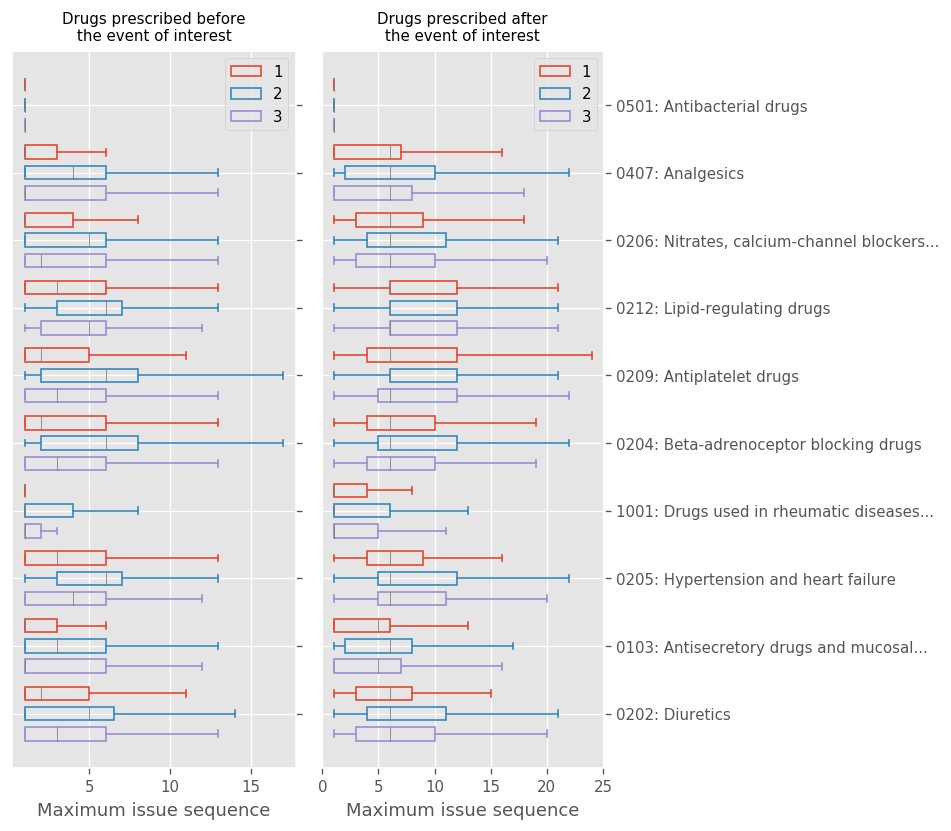 Drugs prescribed before
the event of interest
Drugs prescribed after
the event of interest
1
2
3
1
2
3
0501: Antibacterial drugs
0407: Analgesics
0206: Nitrates, calcium-channel blockers...
0212: Lipid-regulating drugs
0209: Antiplatelet drugs
0204: Beta-adrenoceptor blocking drugs
1001: Drugs used in rheumatic diseases...
0205: Hypertension and heart failure
0103: Antisecretory drugs and mucosal...
0202: Diuretics
5 10 15
0 5 10 15 20 25
Maximum issue sequence
Maximum issue sequence